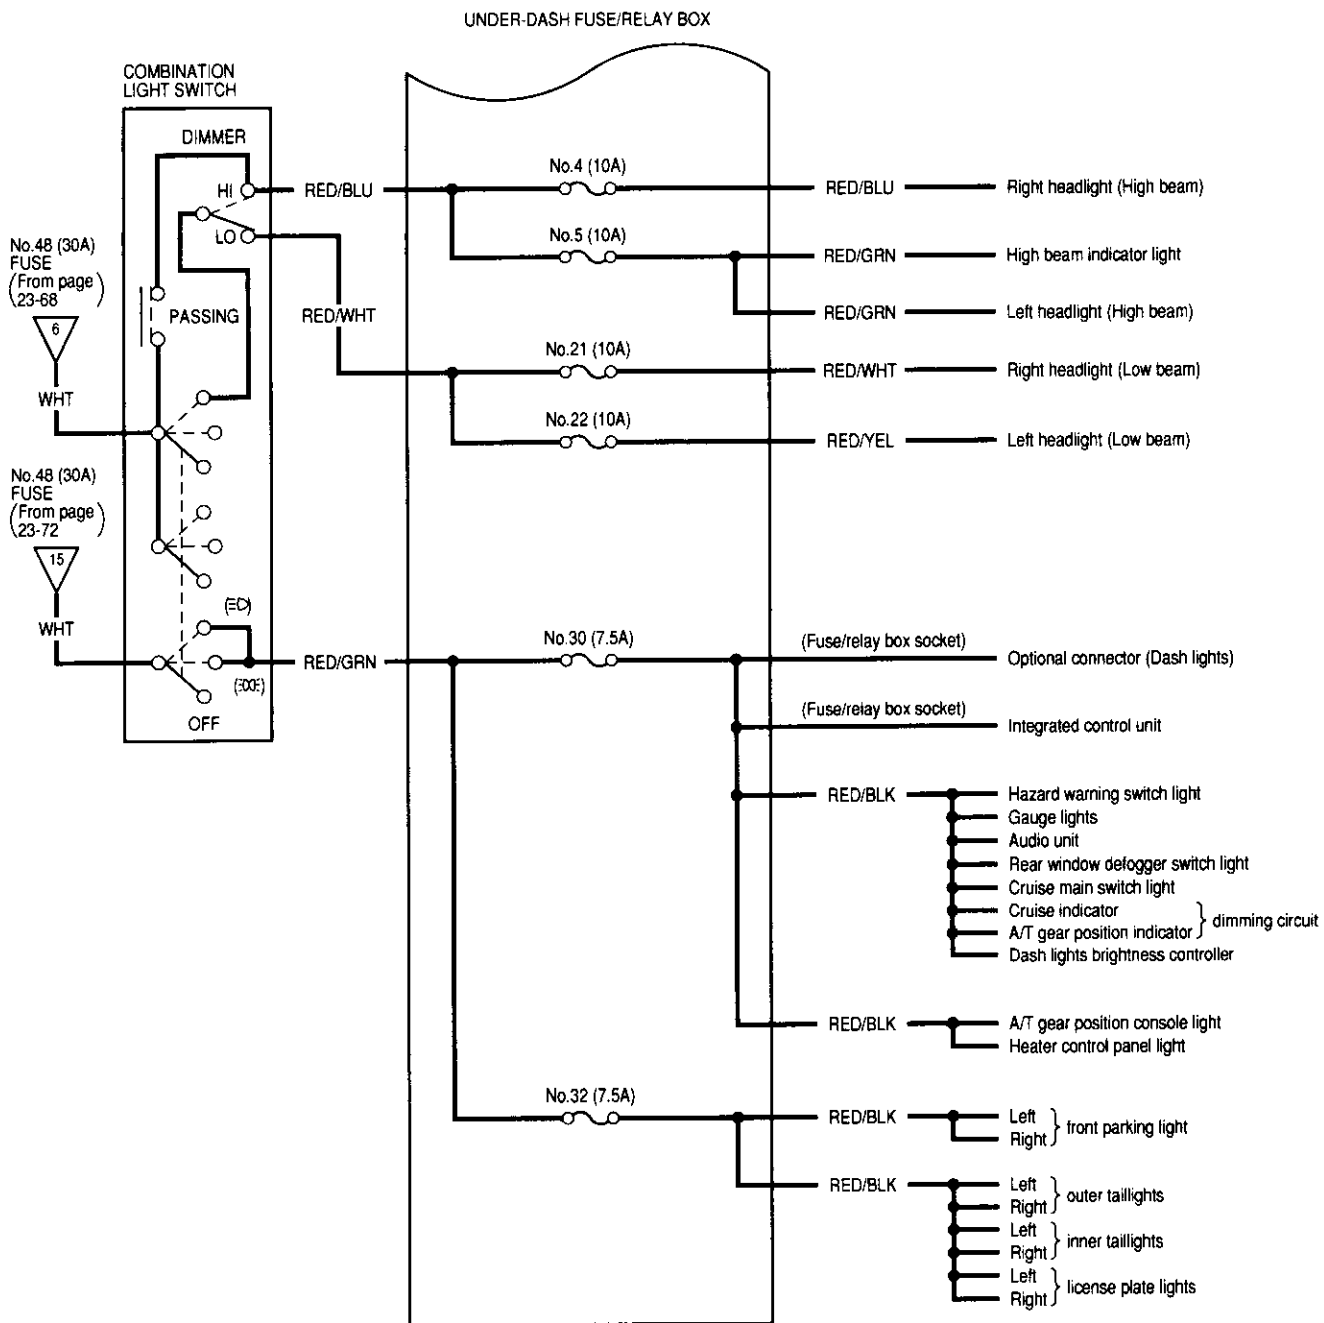 UNDER-DASH FUSE/RELAY BOX
COMBINATION
LIGHT SWITCH
DIMMER
HI
LO
PASSING
No.48 (30A)
FUSE
(From page
23-68)
6
WHT
No.48 (30A)
FUSE
(From page
23-72)
15
WHT
OFF
RED/BLU
RED/WHT
RED/GRN
No.4 (10A)
RED/BLU
Right headlight (High beam)
No.5 (10A)
RED/GRN
High beam indicator light
RED/GRN
Left headlight (High beam)
No.21 (10A)
RED/WHT
Right headlight (Low beam)
No.22 (10A)
RED/YEL
Left headlight (Low beam)
No.30 (7.5A)
(Fuse/relay box socket)
Optional connector (Dash lights)
(Fuse/relay box socket)
Integrated control unit
RED/BLK
Hazard warning switch light
Gauge lights
Audio unit
Rear window defogger switch light
Cruise main switch light
Cruise indicator
A/T gear position indicator
dimming circuit
Dash lights brightness controller
RED/BLK
A/T gear position console light
Heater control panel light
No.32 (7.5A)
RED/BLK
Left
Right
front parking light
RED/BLK
Left
Right
outer taillights
Left
Right
inner taillights
Left
Right
license plate lights